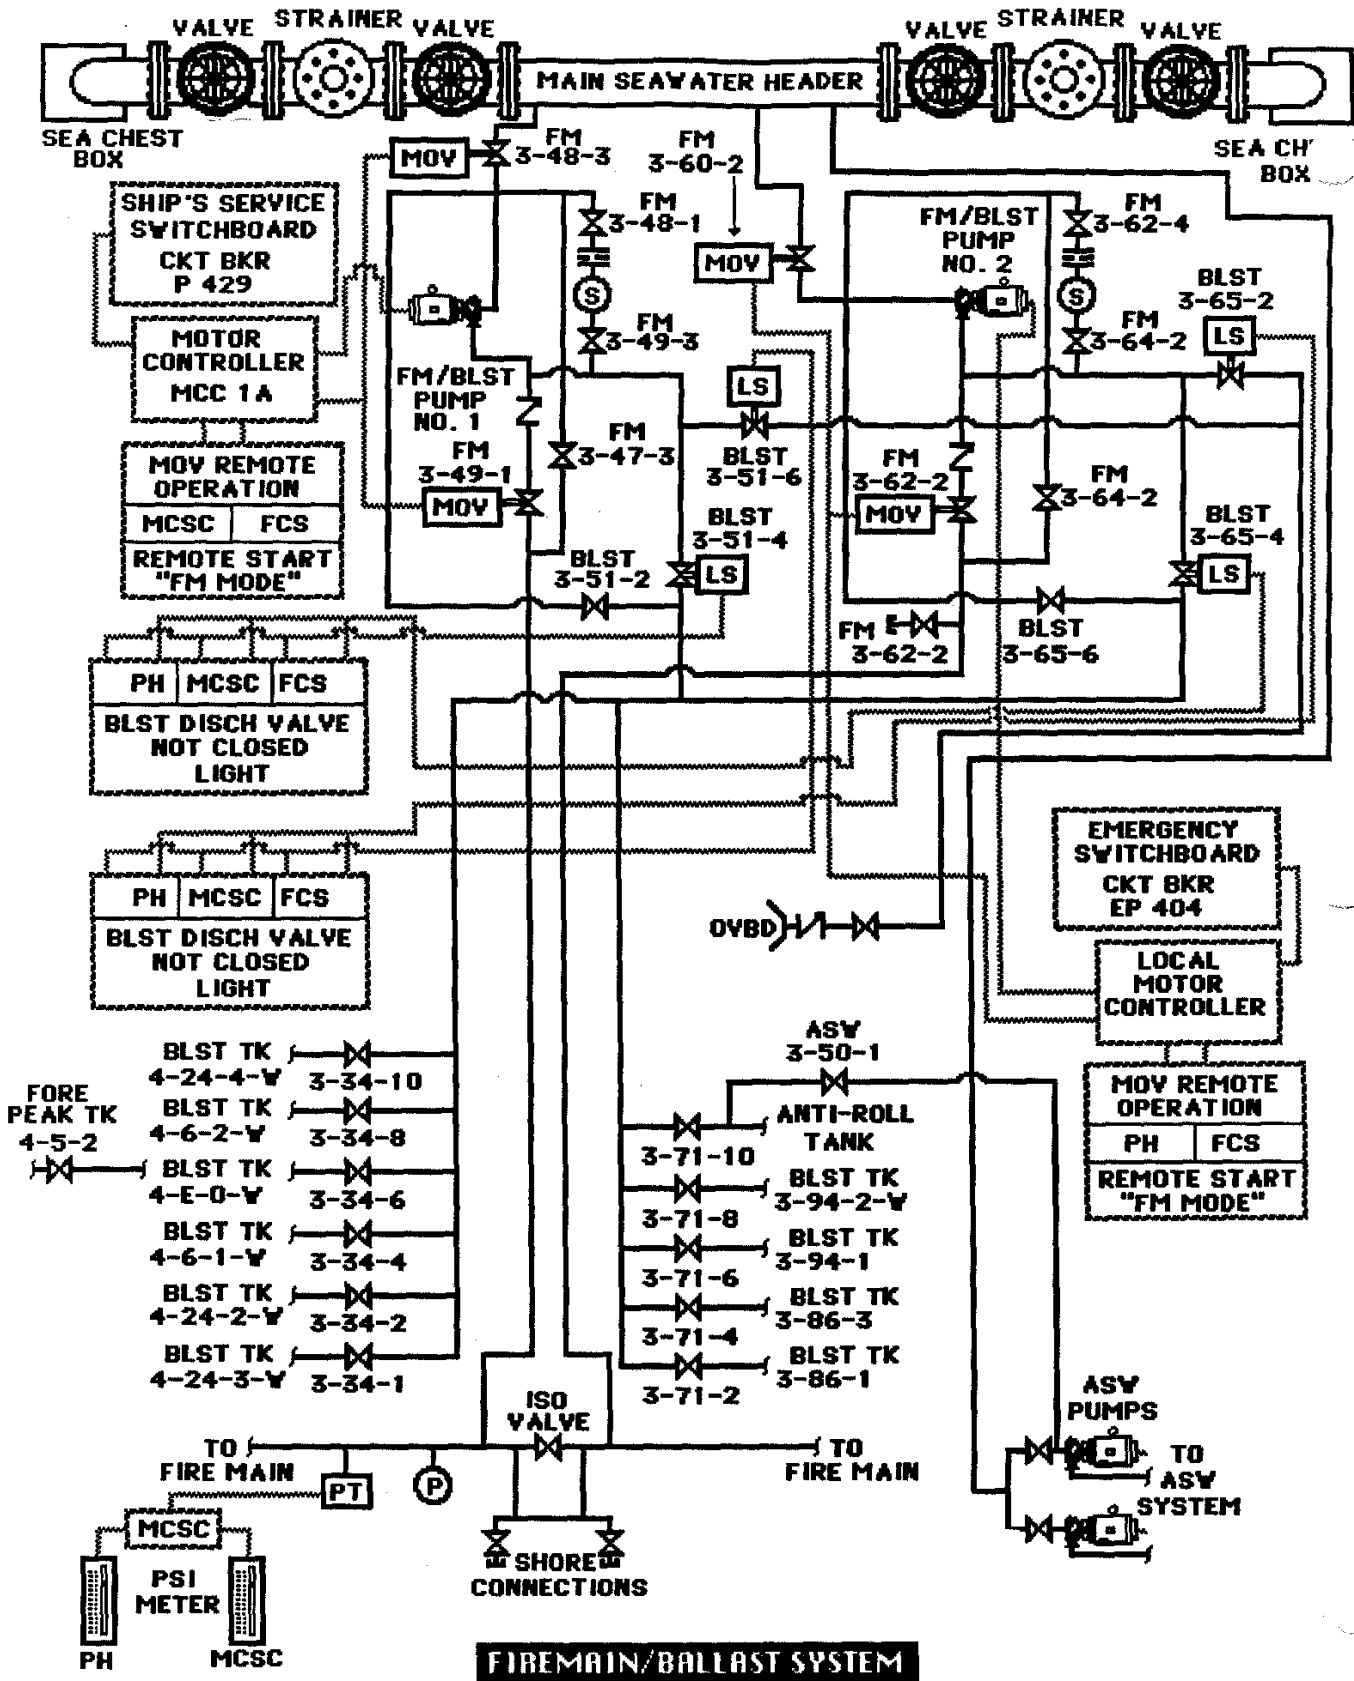 VALVE
STRAINER
VALVE
VALVE
STRAINER
VALVE
MAIN SEAWATER HEADER
SEA CHEST
BOX
SEA CH
BOX
MOV
FM
3-48-3
FM
3-60-2
SHIP'S SERVICE
SWITCHBOARD
CKT BKR
P 429
FM
3-48-1
MOV
FM/BLST
PUMP
NO. 2
FM
3-62-4
BLST
3-65-2
S
S
LS
MOTOR
CONTROLLER
MCC 1A
FM
3-49-3
FM
3-64-2
FM/BLST
PUMP
NO. 1
LS
FM
3-47-3
BLST
3-51-6
MOV REMOTE
OPERATION
MCSC
FCS
REMOTE START
"FM MODE"
FM
3-49-1
MOV
FM
3-62-2
MOV
FM
3-64-2
BLST
3-51-4
LS
BLST
3-65-4
LS
BLST
3-51-2
FM
3-62-2
BLST
3-65-6
PH
MCSC
FCS
BLST DISCH VALVE
NOT CLOSED
LIGHT
PH
MCSC
FCS
BLST DISCH VALVE
NOT CLOSED
LIGHT
EMERGENCY
SWITCHBOARD
CKT BKR
EP 404
OVBD
LOCAL
MOTOR
CONTROLLER
MOV REMOTE
OPERATION
PH
FCS
REMOTE START
"FM MODE"
BLST TK
4-24-4-W
3-34-10
FORE
PEAK TK
4-5-2
BLST TK
4-6-2-W
3-34-8
BLST TK
4-E-0-W
3-34-6
BLST TK
4-6-1-W
3-34-4
BLST TK
4-24-2-W
3-34-2
BLST TK
4-24-3-W
3-34-1
ASW
3-50-1
3-71-10
ANTI-ROLL
TANK
3-71-8
BLST TK
3-94-2-W
3-71-6
BLST TK
3-94-1
3-71-4
BLST TK
3-86-3
3-71-2
BLST TK
3-86-1
ISO
VALVE
TO
FIRE MAIN
TO
FIRE MAIN
PT
P
MCSC
PSI
METER
PH
MCSC
SHORE
CONNECTIONS
ASW
PUMPS
TO
ASW
SYSTEM
FIREMAIN/BALLAST SYSTEM